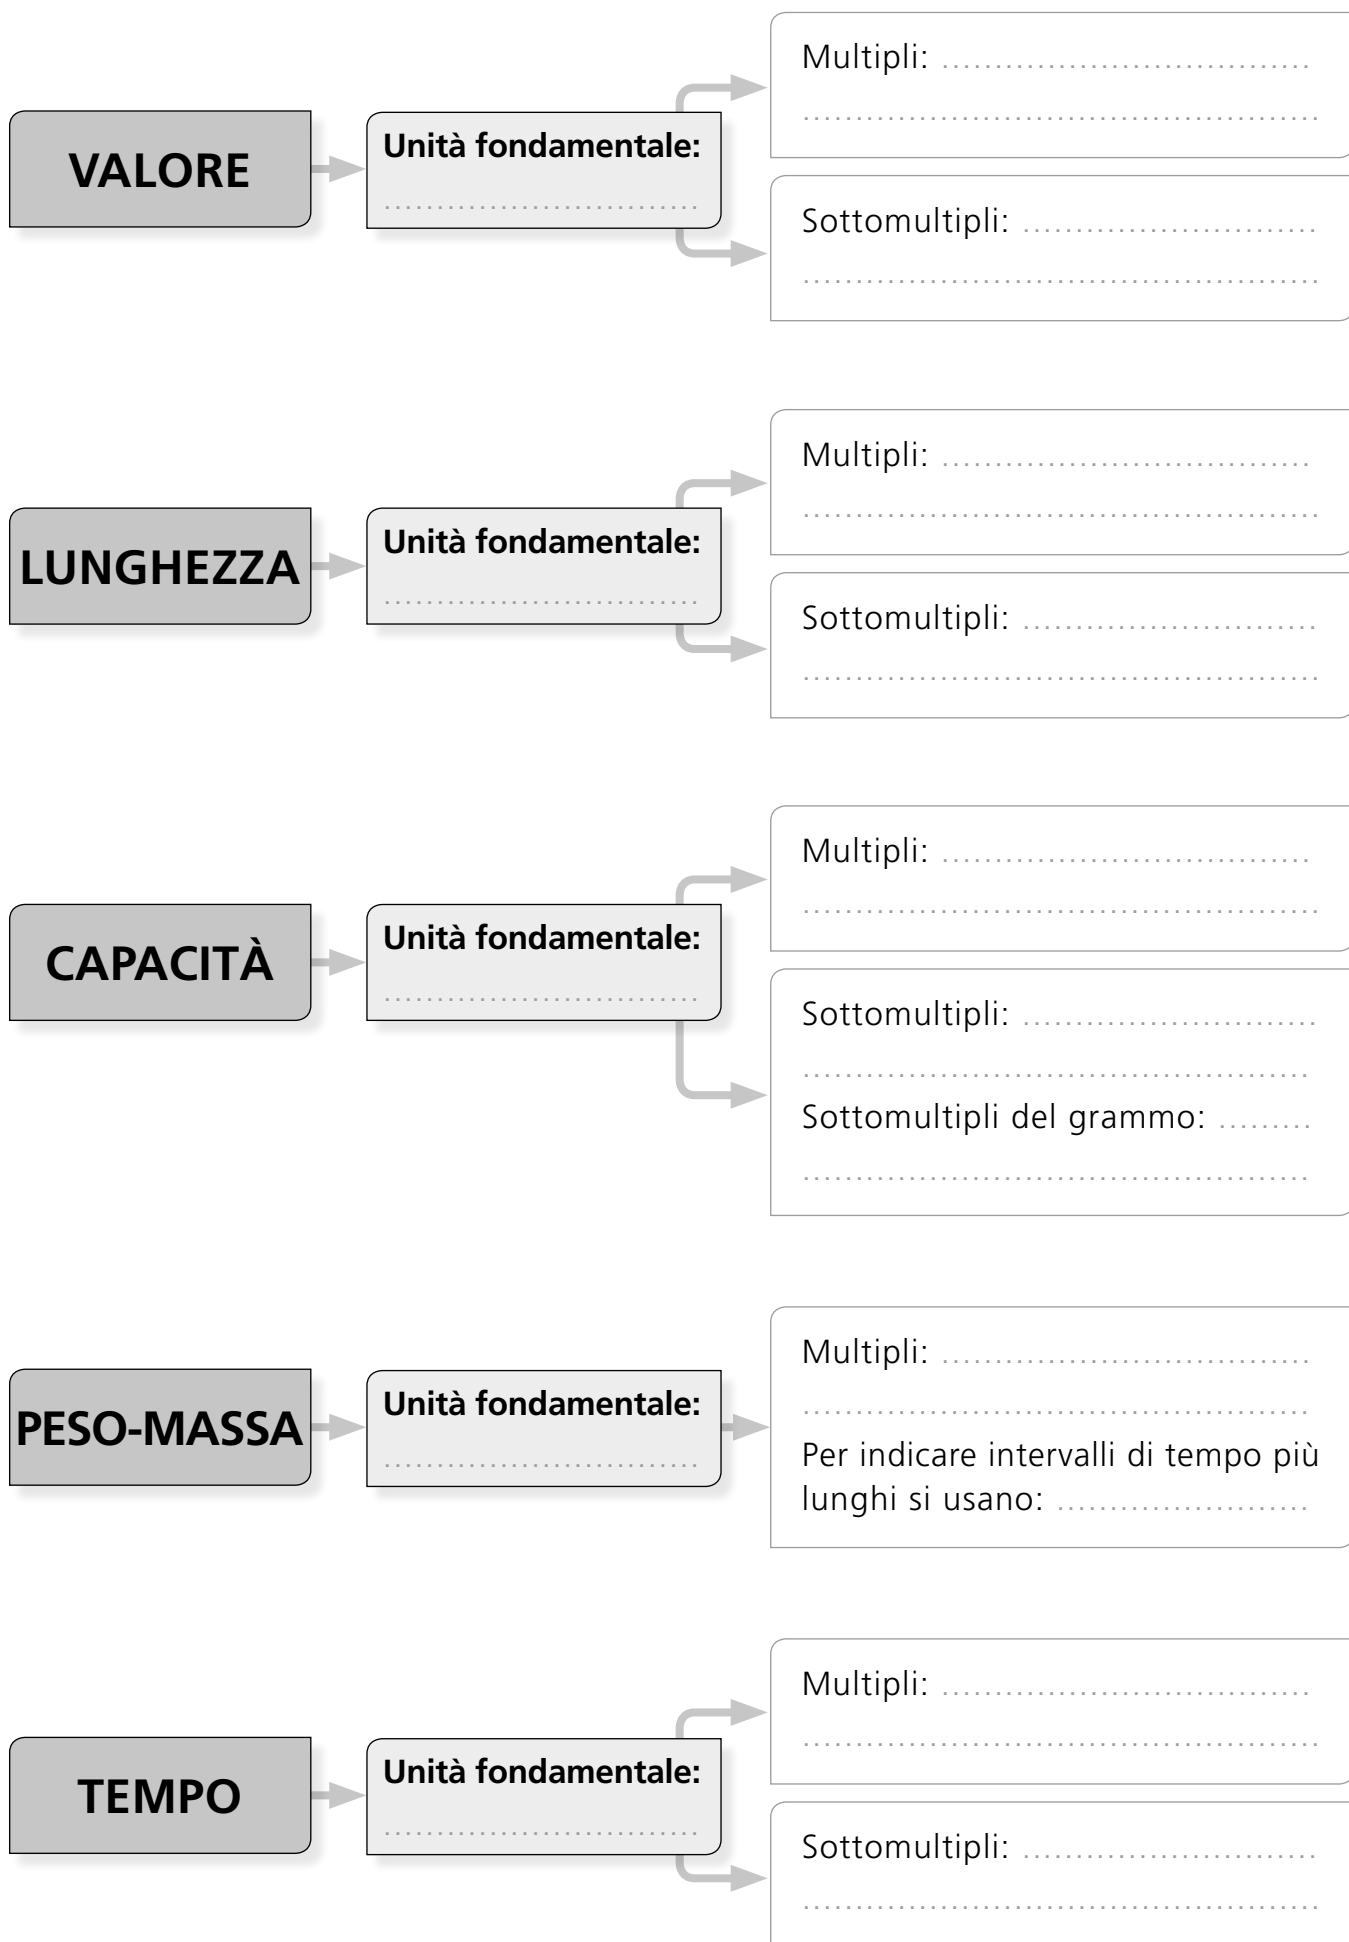 VALORE
Unità fondamentale:
..............................
Multipli: ...................................
.................................................
Sottomultipli: ............................
.................................................
LUNGHEZZA
Unità fondamentale:
..............................
Multipli: ...................................
.................................................
Sottomultipli: ............................
.................................................
CAPACITÀ
Unità fondamentale:
..............................
Multipli: ...................................
.................................................
Sottomultipli: ............................
................................................
Sottomultipli del grammo: .........
................................................
PESO-MASSA
Unità fondamentale:
..............................
Multipli: ...................................
................................................
Per indicare intervalli di tempo più
lunghi si usano: ........................
TEMPO
Unità fondamentale:
..............................
Multipli: ...................................
.................................................
Sottomultipli: ............................
.................................................